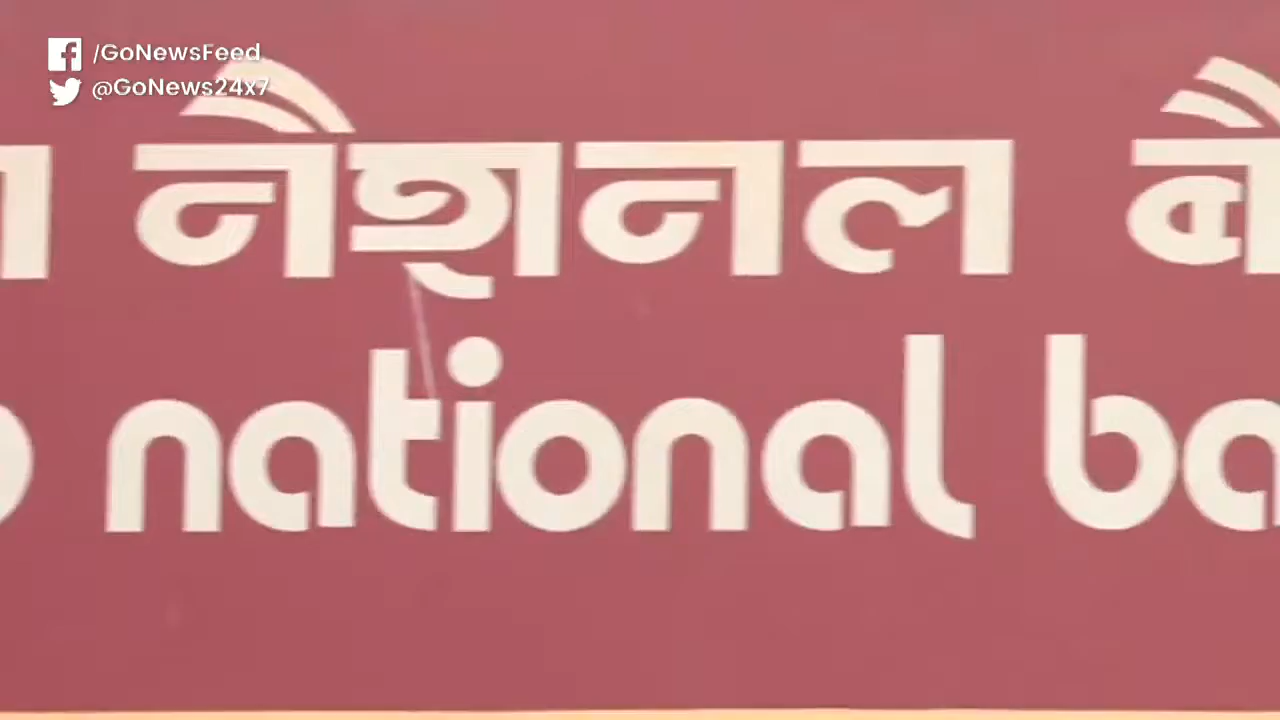 /GoNewsFeed
@GoNews24x7
नैशनल
national